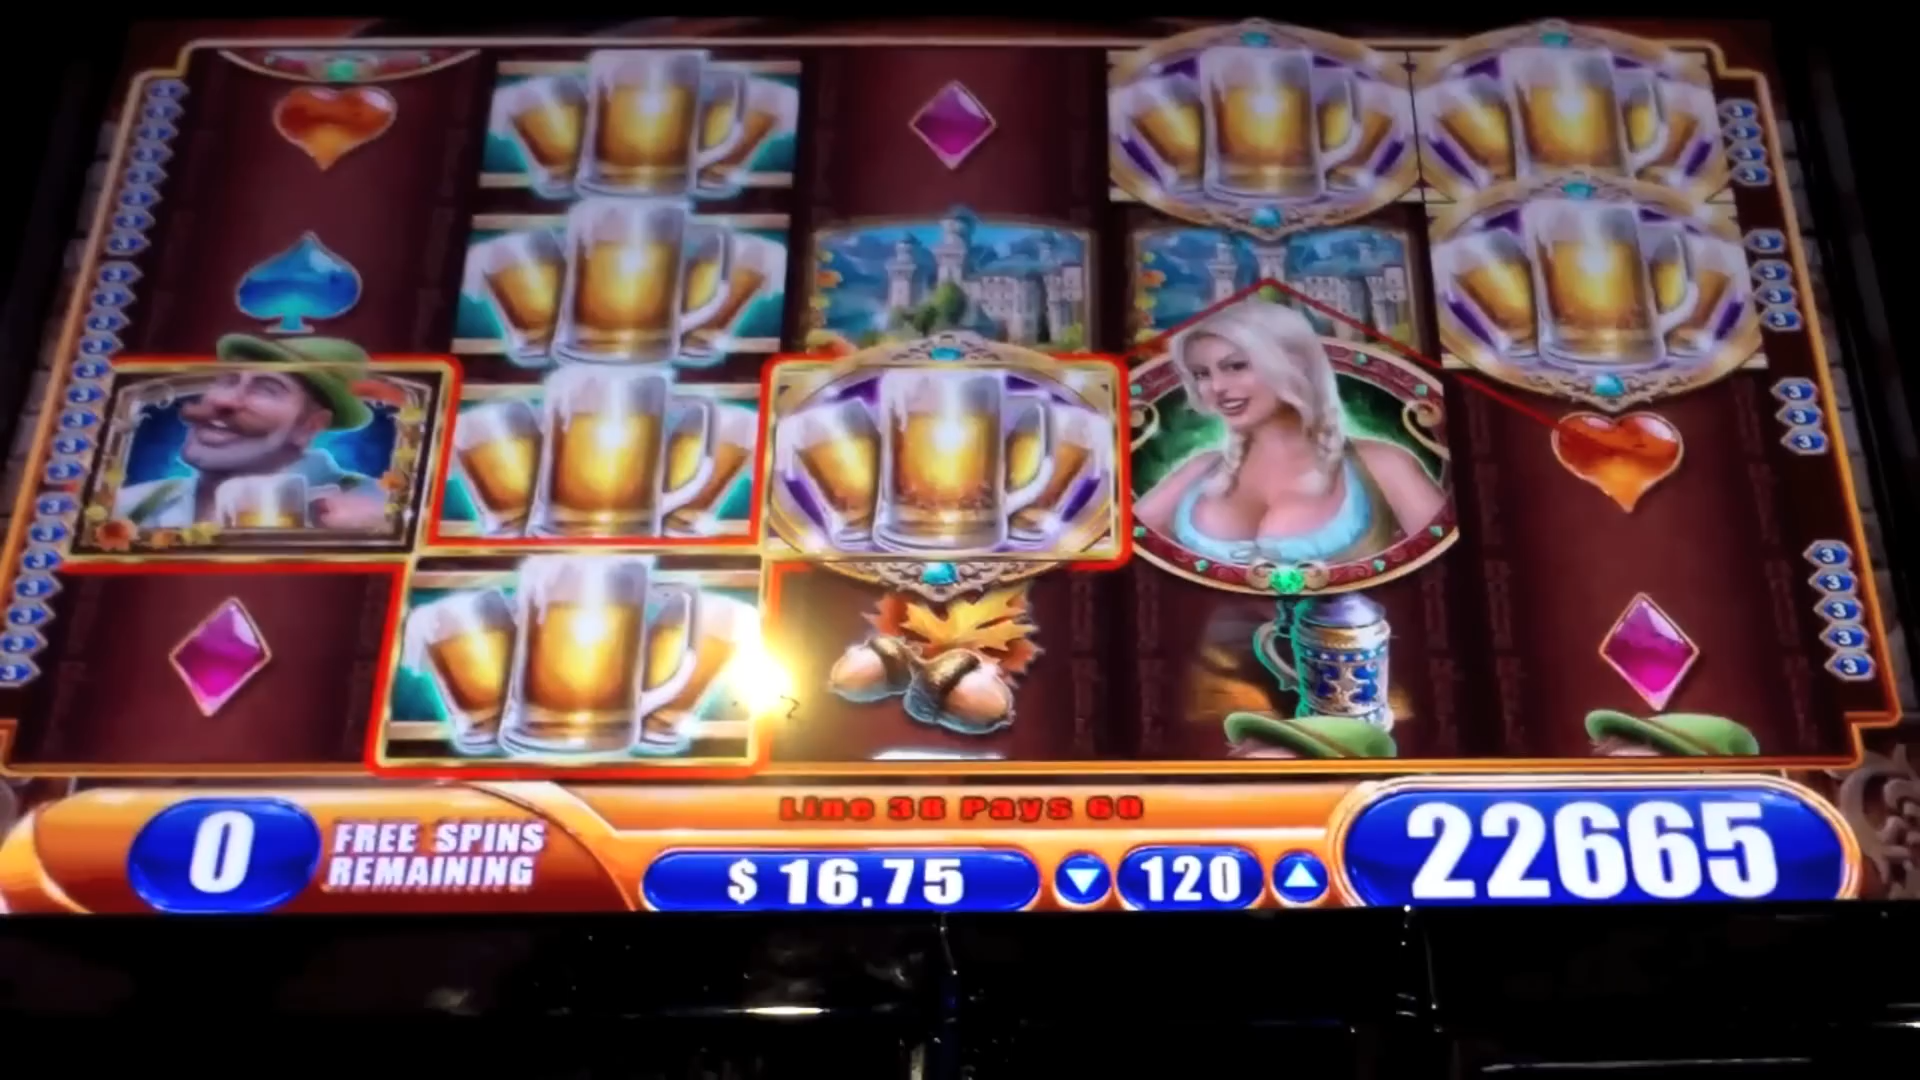 Line 38 Pays 60
0
FREE SPINS
REMAINING
$ 16.75
120
22665